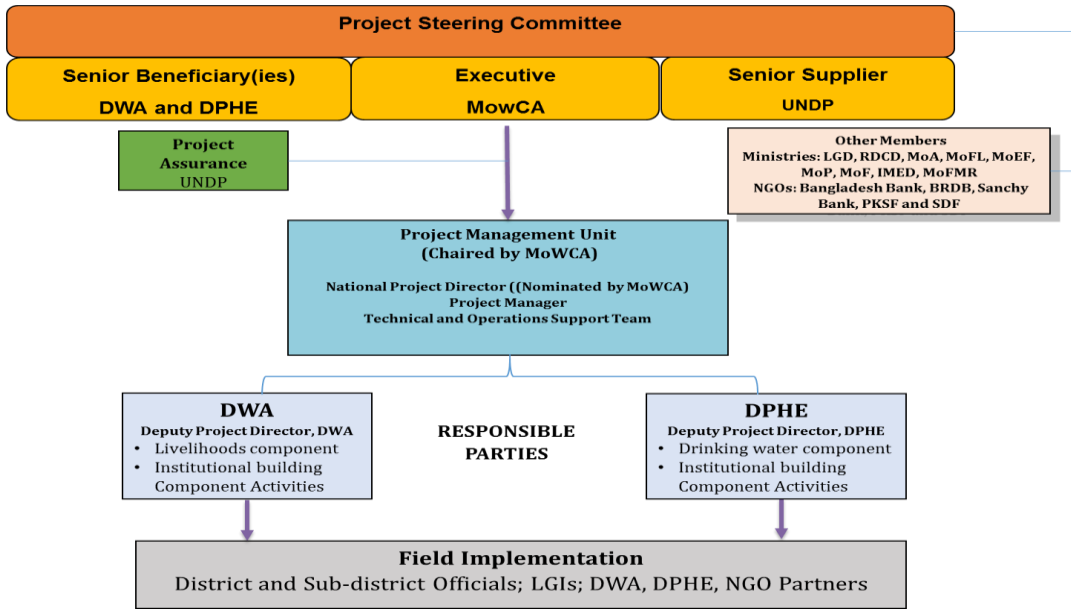 Project Steering Committee
Senior Beneficiary(ies)
DWA and DPHE
Executive
MowCA
Senior Supplier
UNDP
Project
Assurance
UNDP
Other Members
Ministries: LGD, RDCD, MoA, MoFL, MoEF,
MoP, MoF, IMED, MoFMR
NGOs: Bangladesh Bank, BRDB, Sanchy
Bank, PKSF and SDF
Project Management Unit
(Chaired by MoWCA)
National Project Director ((Nominated by MoWCA)
Project Manager
Technical and Operations Support Team
DWA
Deputy Project Director, DWA
• Livelihoods component
• Institutional building
Component Activities
RESPONSIBLE
PARTIES
DPHE
Deputy Project Director, DPHE
• Drinking water component
• Institutional building
Component Activities
Field Implementation
District and Sub-district Officials; LGIs; DWA, DPHE, NGO Partners